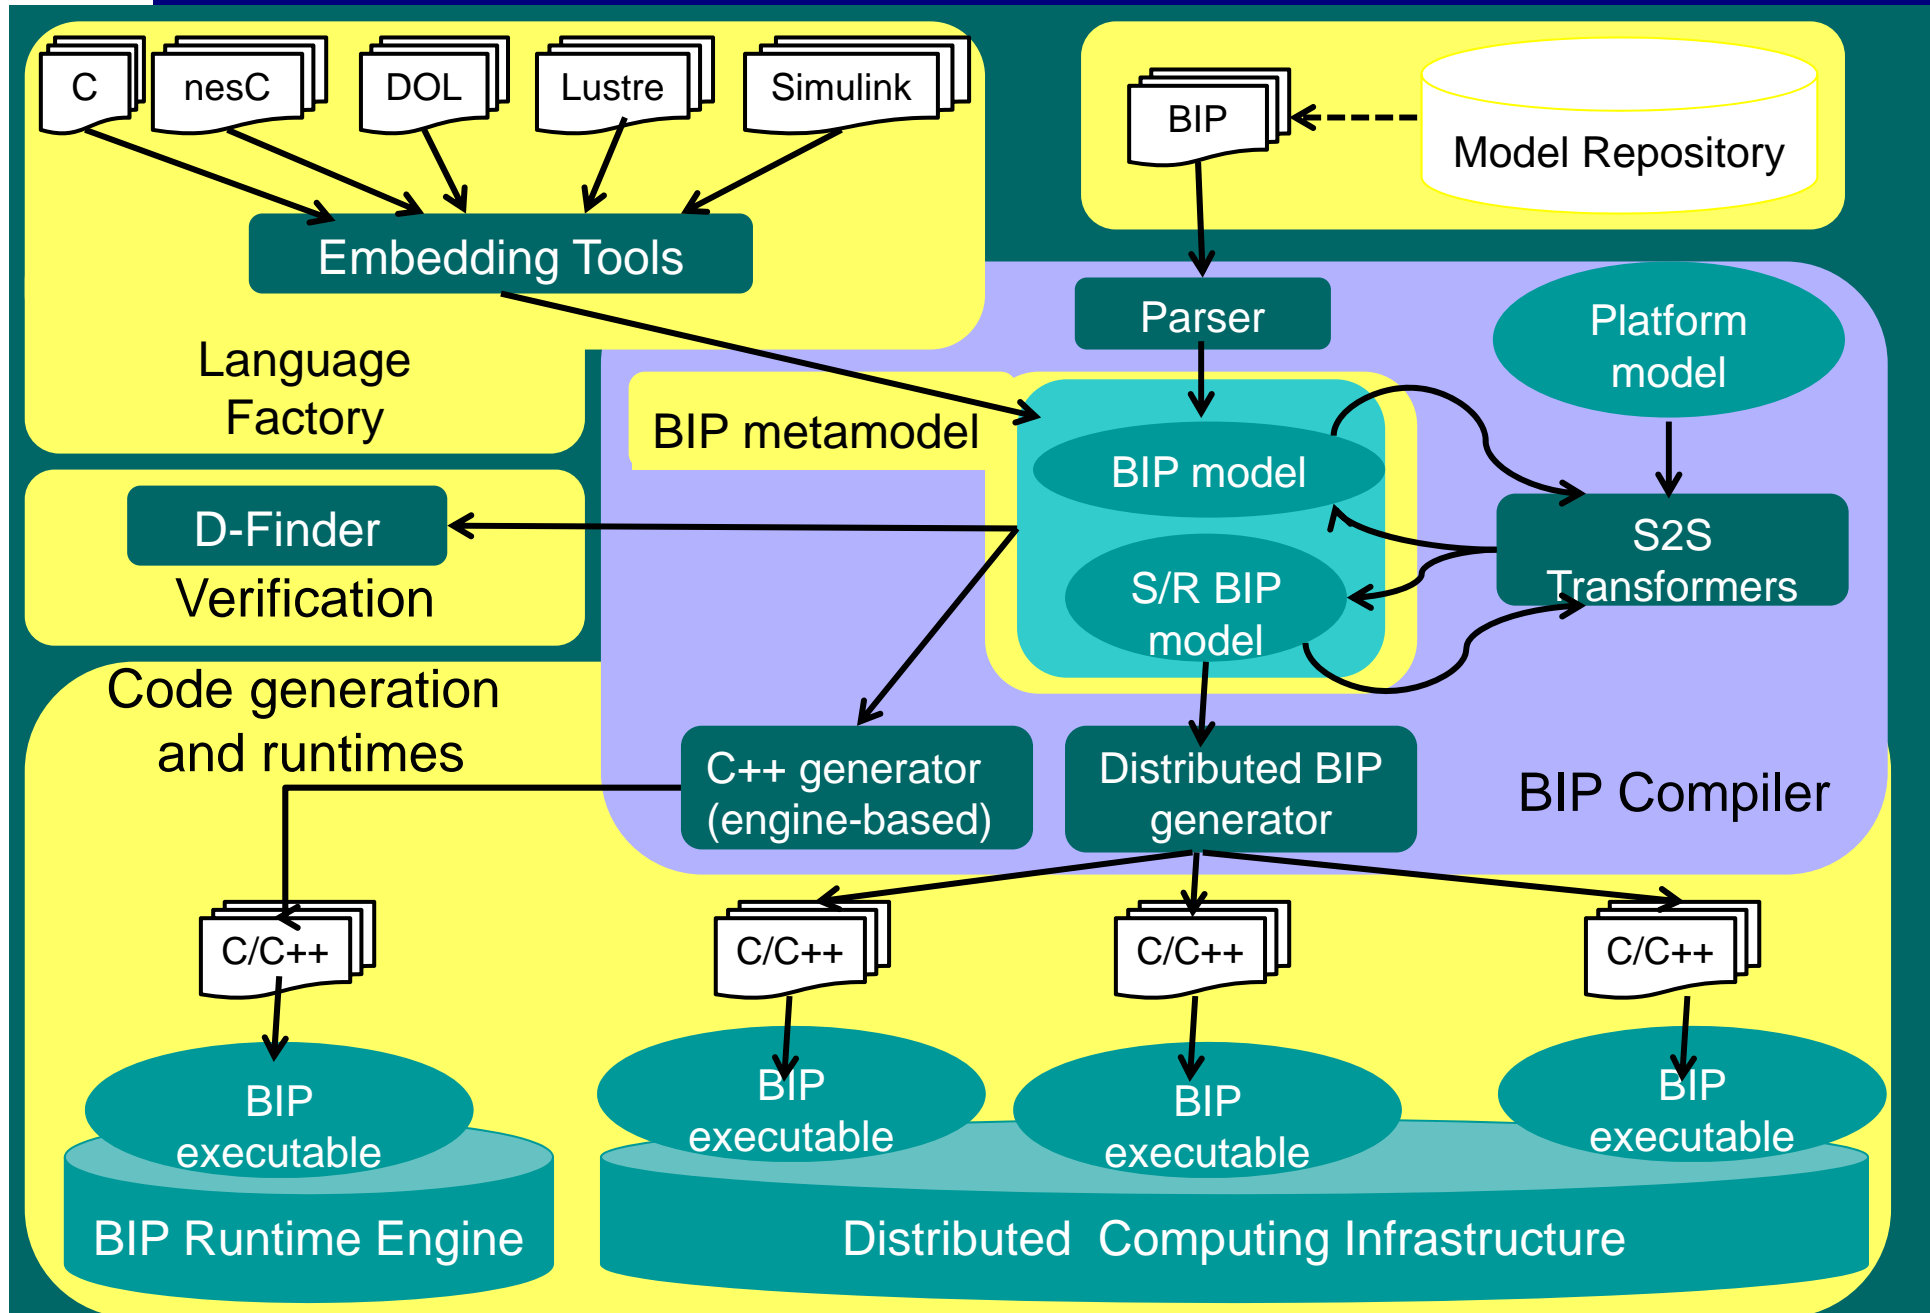 C
nesC
DOL
Lustre
Simulink
BIP
Model Repository
Embedding Tools
Language
Factory
Parser
Platform
model
BIP metamodel
BIP model
D-Finder
Verification
S2S
Transformers
S/R BIP
model
Code generation
and runtimes
C++ generator
(engine-based)
Distributed BIP
generator
BIP Compiler
C/C++
C/C++
C/C++
C/C++
BIP
executable
BIP
executable
BIP
executable
BIP
executable
BIP Runtime Engine
Distributed Computing Infrastructure